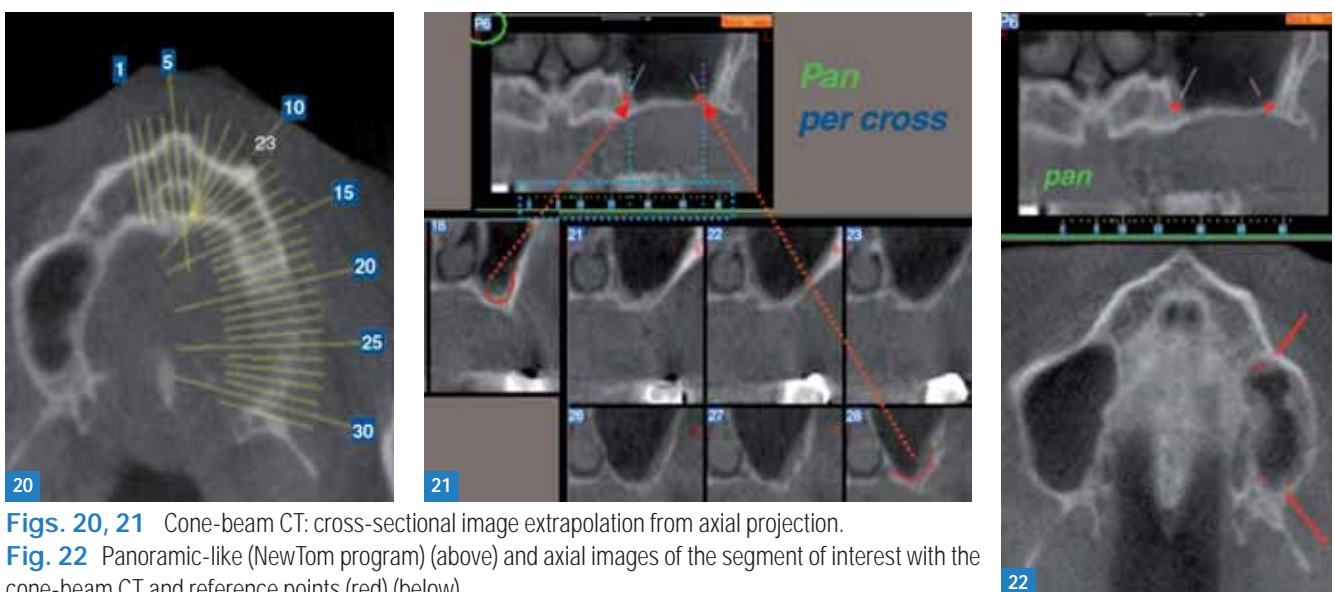 1
5
10
23
15
20
25
30
20
P6
Pan
per cross
18
21
22
23
26
27
28
21
P6
pan
22
Figs. 20, 21 Cone-beam CT: cross-sectional image extrapolation from axial projection.
Fig. 22 Panoramic-like (NewTom program) (above) and axial images of the segment of interest with the
cone-beam CT and reference points (red) (below)